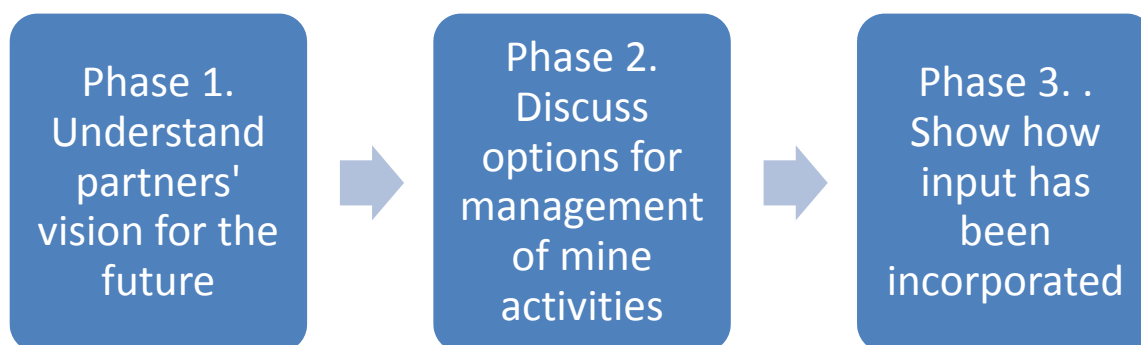 Phase 1.
Understand
partners'
vision for the
future
Phase 2.
Discuss
options for
management
of mine
activities
Phase 3. .
Show how
input has
been
incorporated